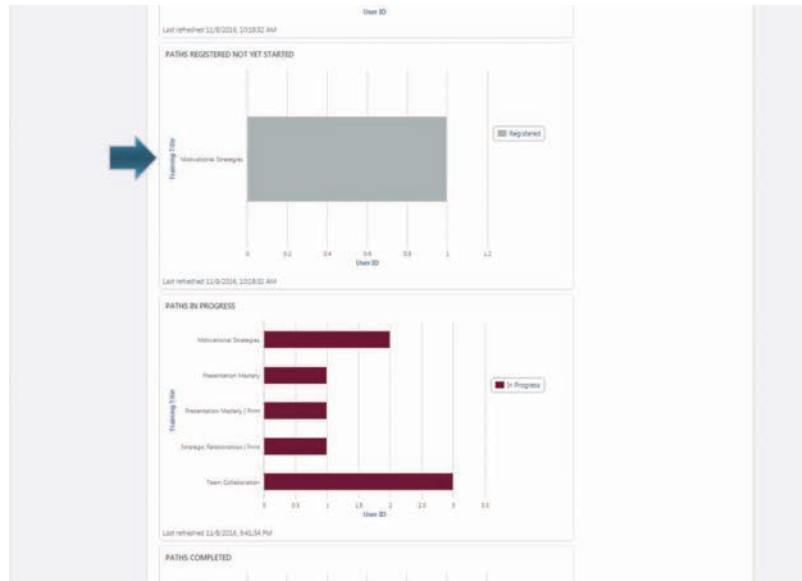 User ID
Last refreshed 11/8/2016, 10:18:32 AM
PATHS REGISTERED NOT YET STARTED
Training Title
Motivational Strategies
Registered
0 0.2 0.4 0.6 0.8 1 1.2
User ID
Last refreshed 11/8/2016, 10:18:32 AM
PATHS IN PROGRESS
Training Title
Motivational Strategies
Presentation Mastery
Presentation Mastery | Print
Strategic Relationships | Print
Team Collaboration
In Progress
0 0.5 1 1.5 2 2.5 3 3.5
User ID
Last refreshed 11/8/2016, 9:41:34 PM
PATHS COMPLETED